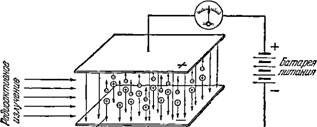 Радиоактивное
излучение
+
Батарея
питания
−